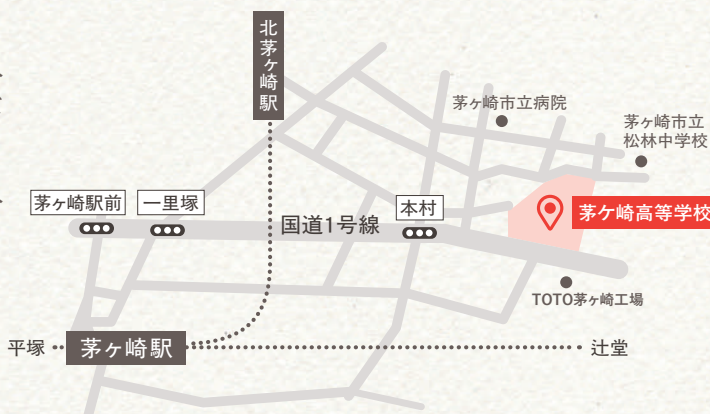 北茅ヶ崎駅
茅ヶ崎市立病院
茅ヶ崎市立
松林中学校
茅ヶ崎駅前
一里塚
本村
茅ケ崎高等学校
国道1号線
TOTO茅ヶ崎工場
平塚
茅ヶ崎駅
辻堂